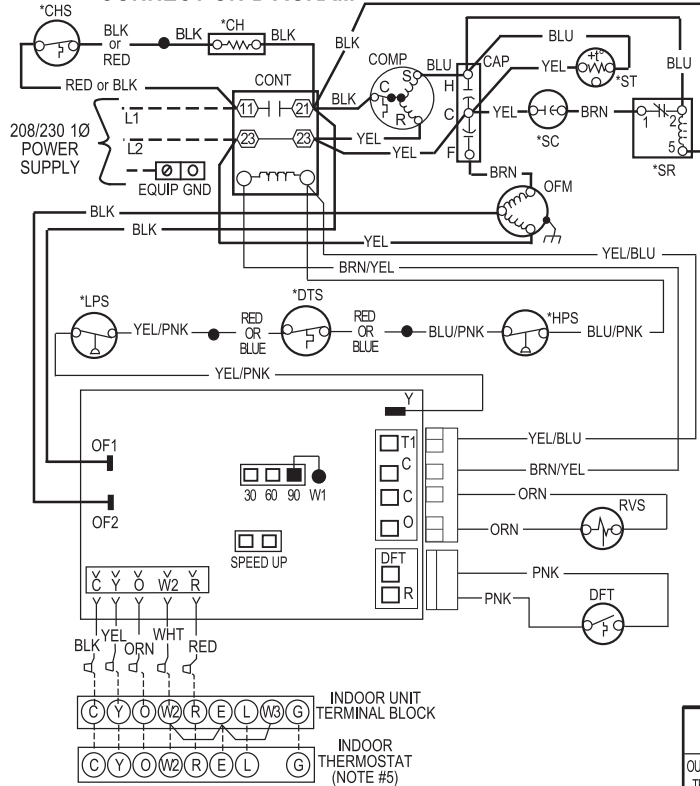 *CHS
BLK
or
RED
*CH
BLK
BLK
RED or BLK
CONT
11
21
23
23
L1
L2
208/230 1Ø
POWER
SUPPLY
EQUIP GND
BLK
COMP
S
C
R
YEL
YEL
BLU
CAP
H
C
F
BLU
BLU
YEL
+t°
*ST
YEL
*SC
BRN
1
2
5
*SR
BRN
OFM
BLK
BLK
YEL
YEL/BLU
BRN/YEL
*LPS
YEL/PNK
RED
OR
BLUE
*DTS
RED
OR
BLUE
BLU/PNK
*HPS
BLU/PNK
YEL/PNK
Y
OF1
OF2
30 60 90 W1
SPEED UP
T1
C
C
O
DFT
R
YEL/BLU
BRN/YEL
ORN
RVS
ORN
PNK
PNK
DFT
C Y O W2 R
BLK YEL ORN WHT RED
C Y O W2 R E L W3 G
INDOOR UNIT
TERMINAL BLOCK
C Y O W2 R E L G
INDOOR
THERMOSTAT
(NOTE #5)